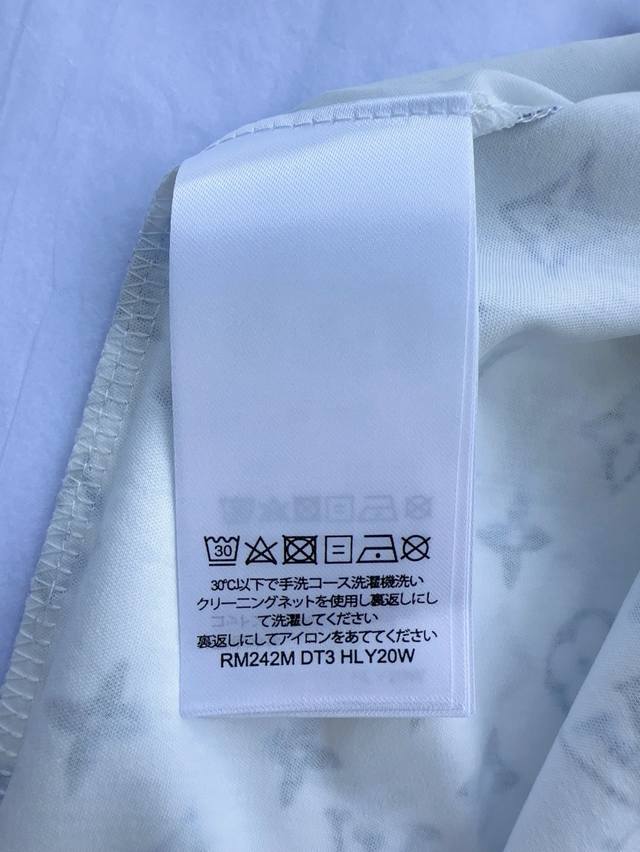 30
30℃以下で手洗コース洗濯機洗い
クリーニングネットを使用し裏返しにし
て洗濯してください
裏返しにしてアイロンをあててください
RM242M DT3 HLY20W